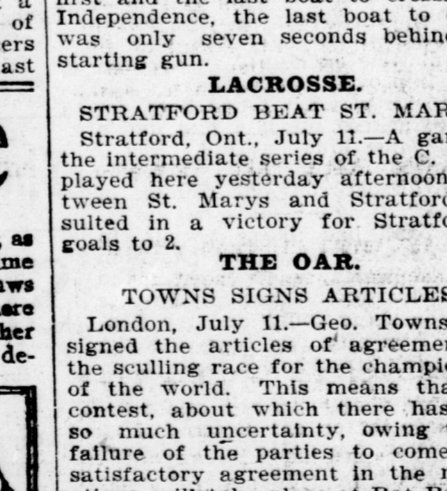 of
ers
ast
Independence, the last boat to
was only seven seconds behind
starting gun.
LACROSSE.
STRATFORD BEAT ST. MAR
Stratford, Ont., July 11.—A ga
the intermediate series of the C.
played here yesterday afternoon
tween St. Marys and Stratford
sulted in a victory for Stratfo
goals to 2.
THE OAR.
TOWNS SIGNS ARTICLES
London, July 11.—Geo. Towns
signed the articles of agreemen
the sculling race for the champi
of the world. This means tha
contest, about which there has
so much uncertainty, owing
failure of the parties to come
satisfactory agreement in the
as
me
aws
ere
her
de-